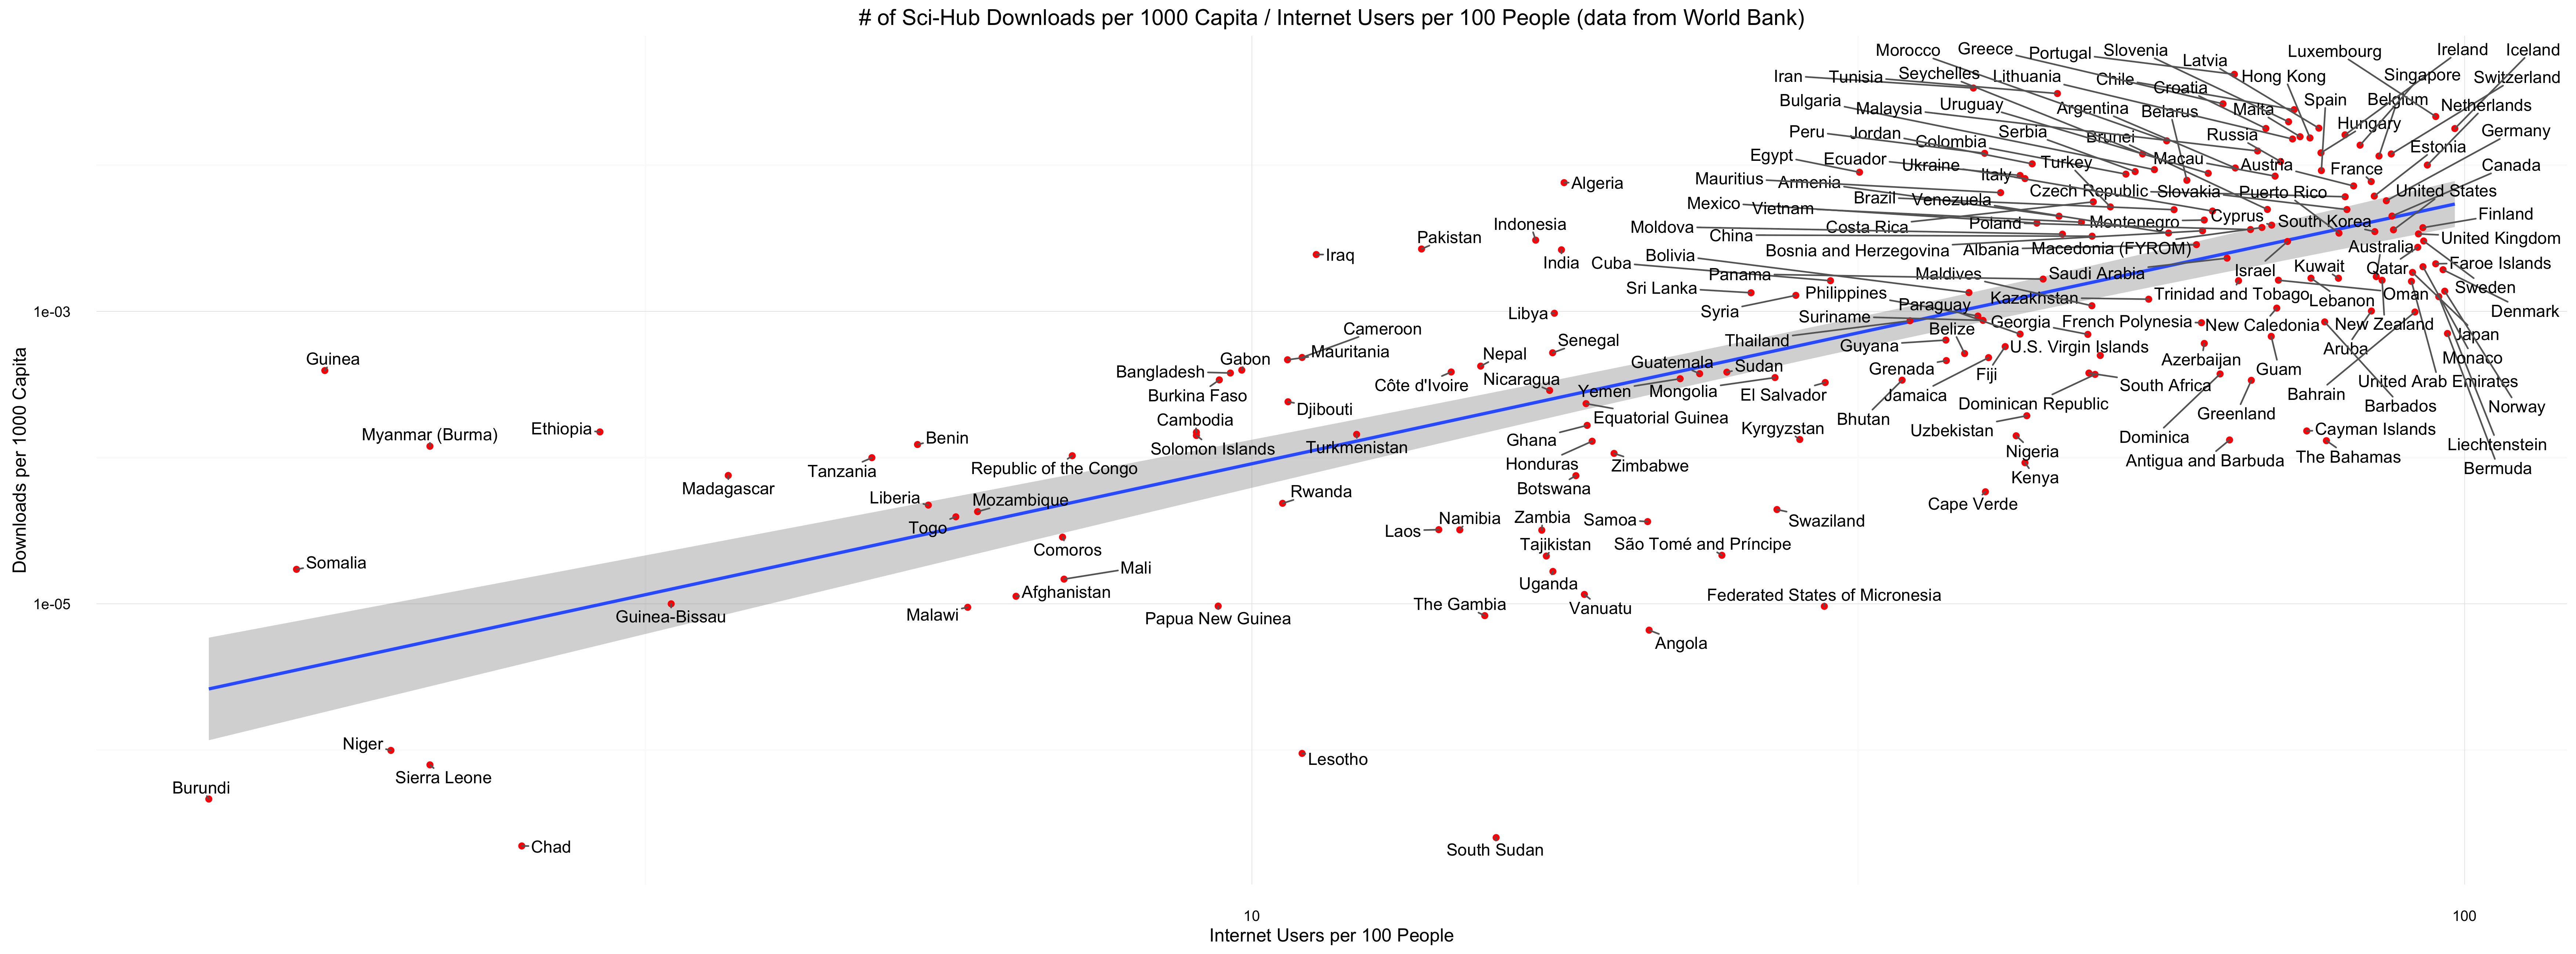 # of Sci-Hub Downloads per 1000 Capita / Internet Users per 100 People (data from World Bank)
Morocco
Greece
Portugal
Slovenia
Latvia
Luxembourg
Ireland
Iceland
Iran
Tunisia
Seychelles
Lithuania
Chile
Croatia
Hong Kong
Singapore
Switzerland
Bulgaria
Malaysia
Uruguay
Argentina
Belarus
Malta
Spain
Belgium
Netherlands
Peru
Jordan
Colombia
Serbia
Brunei
Russia
Hungary
Germany
Egypt
Ecuador
Ukraine
Turkey
Macau
Austria
France
Estonia
Canada
Algeria
Mauritius
Armenia
Italy
Czech Republic
Slovakia
Puerto Rico
United States
Mexico
Vietnam
Brazil
Venezuela
Poland
Montenegro
Cyprus
South Korea
Finland
Indonesia
Pakistan
Iraq
India
Moldova
China
Costa Rica
Bosnia and Herzegovina
Albania
Macedonia (FYROM)
Australia
United Kingdom
Cuba
Bolivia
Panama
Maldives
Saudi Arabia
Israel
Kuwait
Qatar
Faroe Islands
Sri Lanka
Syria
Philippines
Paraguay
Kazakhstan
Trinidad and Tobago
Lebanon
Oman
Sweden
Denmark
1e-03
Libya
Suriname
Thailand
Belize
Georgia
French Polynesia
New Caledonia
New Zealand
Japan
Guinea
Cameroon
Mauritania
Gabon
Bangladesh
Burkina Faso
Senegal
Nepal
Côte d'Ivoire
Nicaragua
Guatemala
Yemen
Mongolia
Sudan
El Salvador
Guyana
Grenada
Jamaica
Fiji
Bhutan
U.S. Virgin Islands
Azerbaijan
Guam
Aruba
Monaco
South Africa
Dominican Republic
Greenland
Bahrain
United Arab Emirates
Barbados
Norway
Myanmar (Burma)
Ethiopia
Benin
Tanzania
Republic of the Congo
Cambodia
Solomon Islands
Djibouti
Turkmenistan
Equatorial Guinea
Ghana
Honduras
Zimbabwe
Kyrgyzstan
Uzbekistan
Nigeria
Kenya
Dominica
Antigua and Barbuda
Cayman Islands
The Bahamas
Liechtenstein
Bermuda
Madagascar
Liberia
Mozambique
Togo
Rwanda
Botswana
Cape Verde
Comoros
Laos
Namibia
Zambia
Samoa
Swaziland
Somalia
Mali
Tajikistan
São Tomé and Príncipe
Afghanistan
Uganda
1e-05
Guinea-Bissau
Malawi
Papua New Guinea
The Gambia
Vanuatu
Federated States of Micronesia
Angola
Niger
Sierra Leone
Burundi
Lesotho
Chad
South Sudan
Downloads per 1000 Capita
10
100
Internet Users per 100 People